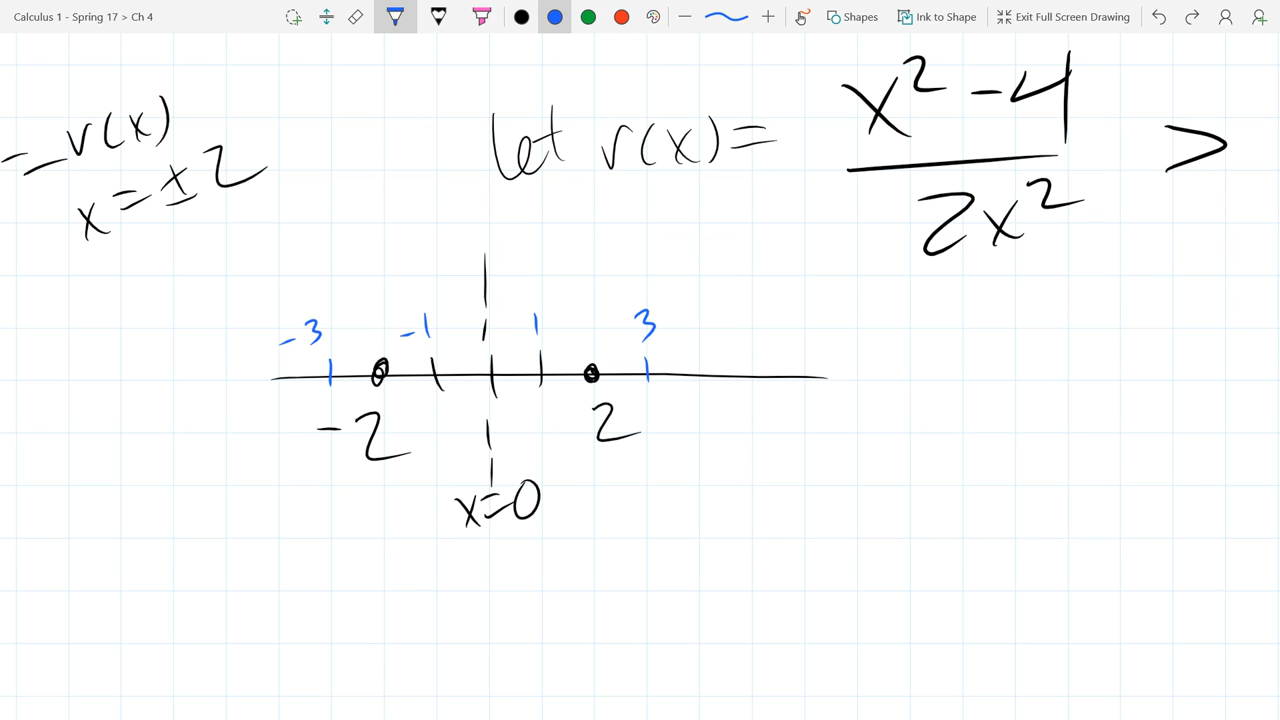 Calculus 1 - Spring 17 > Ch 4
Shapes
Ink to Shape
Exit Full Screen Drawing
= r(x)
x = ± 2
let r(x) = x² - 4 / 2x² >
-3 -1 1 3
-2 2
x=0